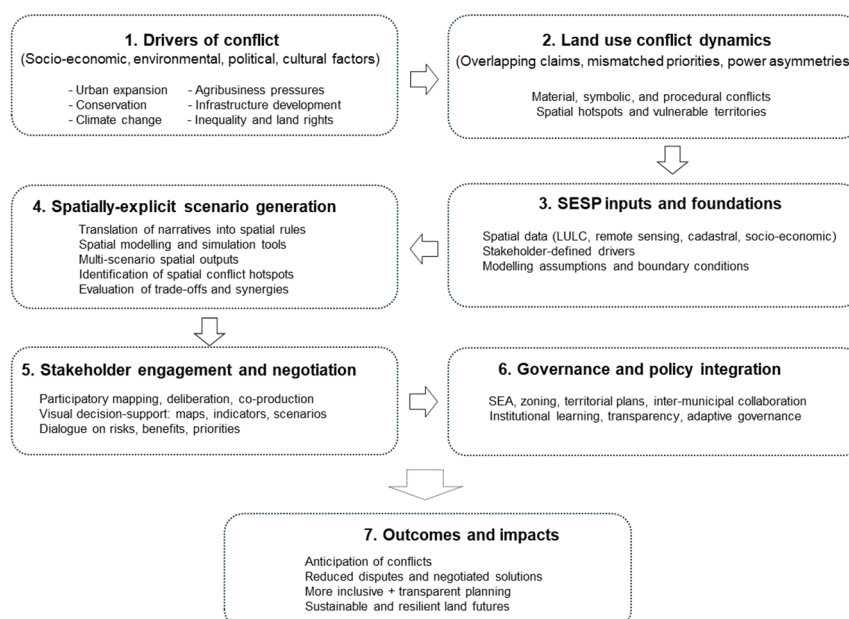 1. Drivers of conflict
(Socio-economic, environmental, political, cultural factors)
- Urban expansion - Agribusiness pressures
- Conservation - Infrastructure development
- Climate change - Inequality and land rights
2. Land use conflict dynamics
(Overlapping claims, mismatched priorities, power asymmetries
Material, symbolic, and procedural conflicts
Spatial hotspots and vulnerable territories
3. SESP inputs and foundations
Spatial data (LULC, remote sensing, cadastral, socio-economic)
Stakeholder-defined drivers
Modelling assumptions and boundary conditions
4. Spatially-explicit scenario generation
Translation of narratives into spatial rules
Spatial modelling and simulation tools
Multi-scenario spatial outputs
Identification of spatial conflict hotspots
Evaluation of trade-offs and synergies
5. Stakeholder engagement and negotiation
Participatory mapping, deliberation, co-production
Visual decision-support: maps, indicators, scenarios
Dialogue on risks, benefits, priorities
6. Governance and policy integration
SEA, zoning, territorial plans, inter-municipal collaboration
Institutional learning, transparency, adaptive governance
7. Outcomes and impacts
Anticipation of conflicts
Reduced disputes and negotiated solutions
More inclusive + transparent planning
Sustainable and resilient land futures